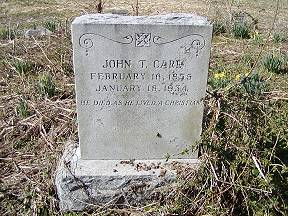 JOHN T. CARR
FEBRUARY 16, 1855
JANUARY 18, 1934
HE DIED AS HE LIVED A CHRISTIAN